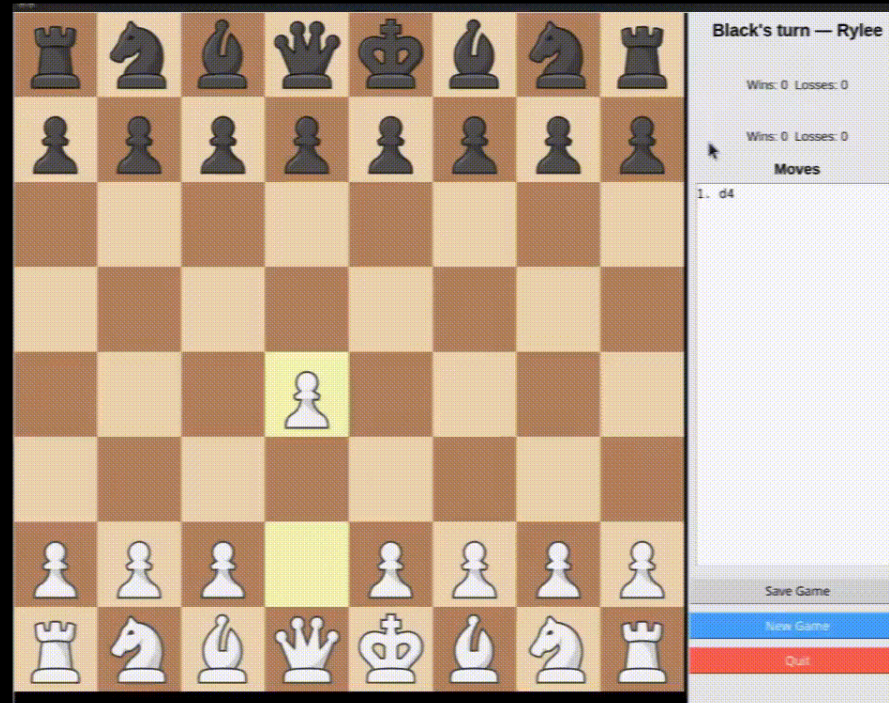 Black's turn — Rylee
Wins: 0 Losses: 0
Wins: 0 Losses: 0
Moves
1. d4
Save Game
New Game
Quit